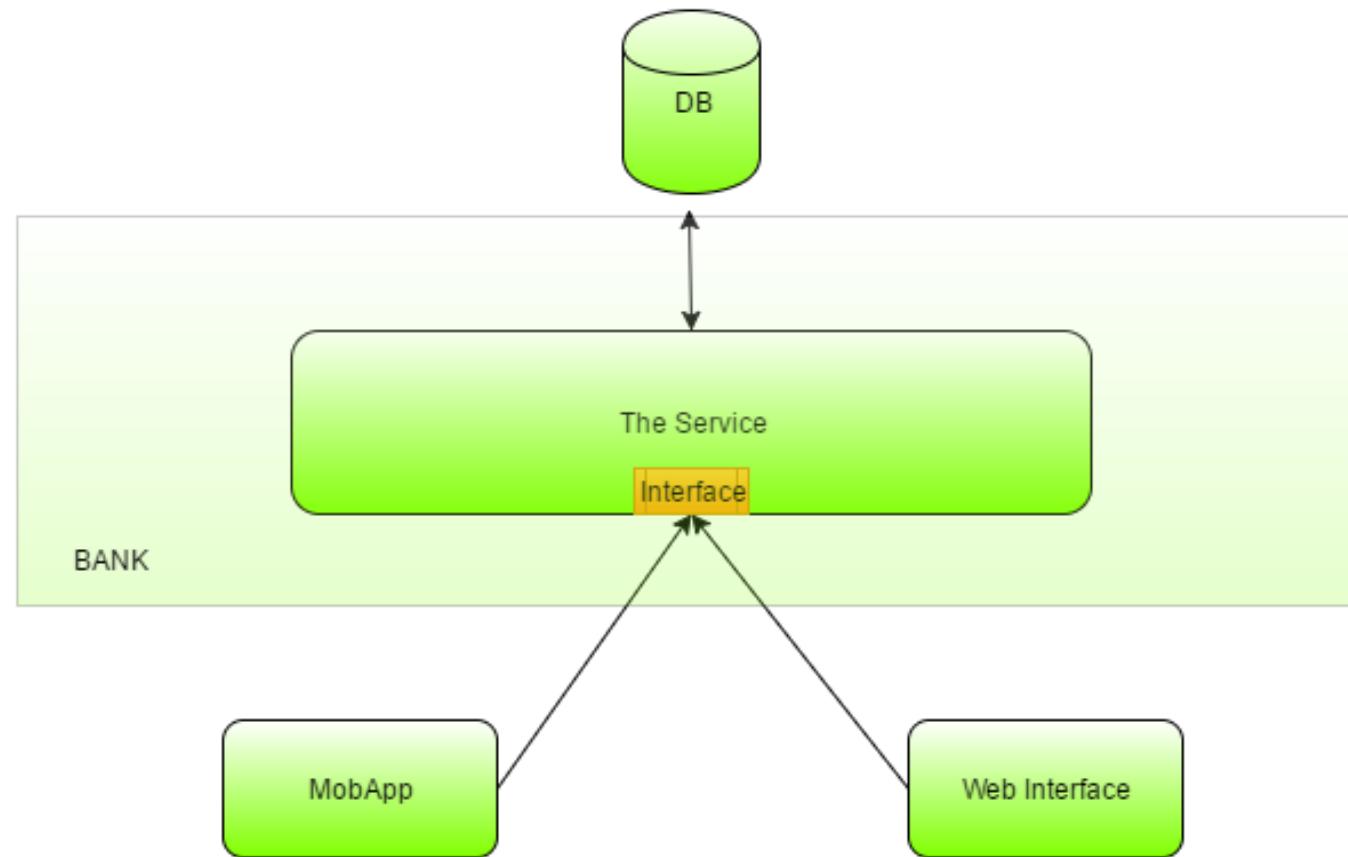 DB
The Service
Interface
BANK
MobApp
Web Interface